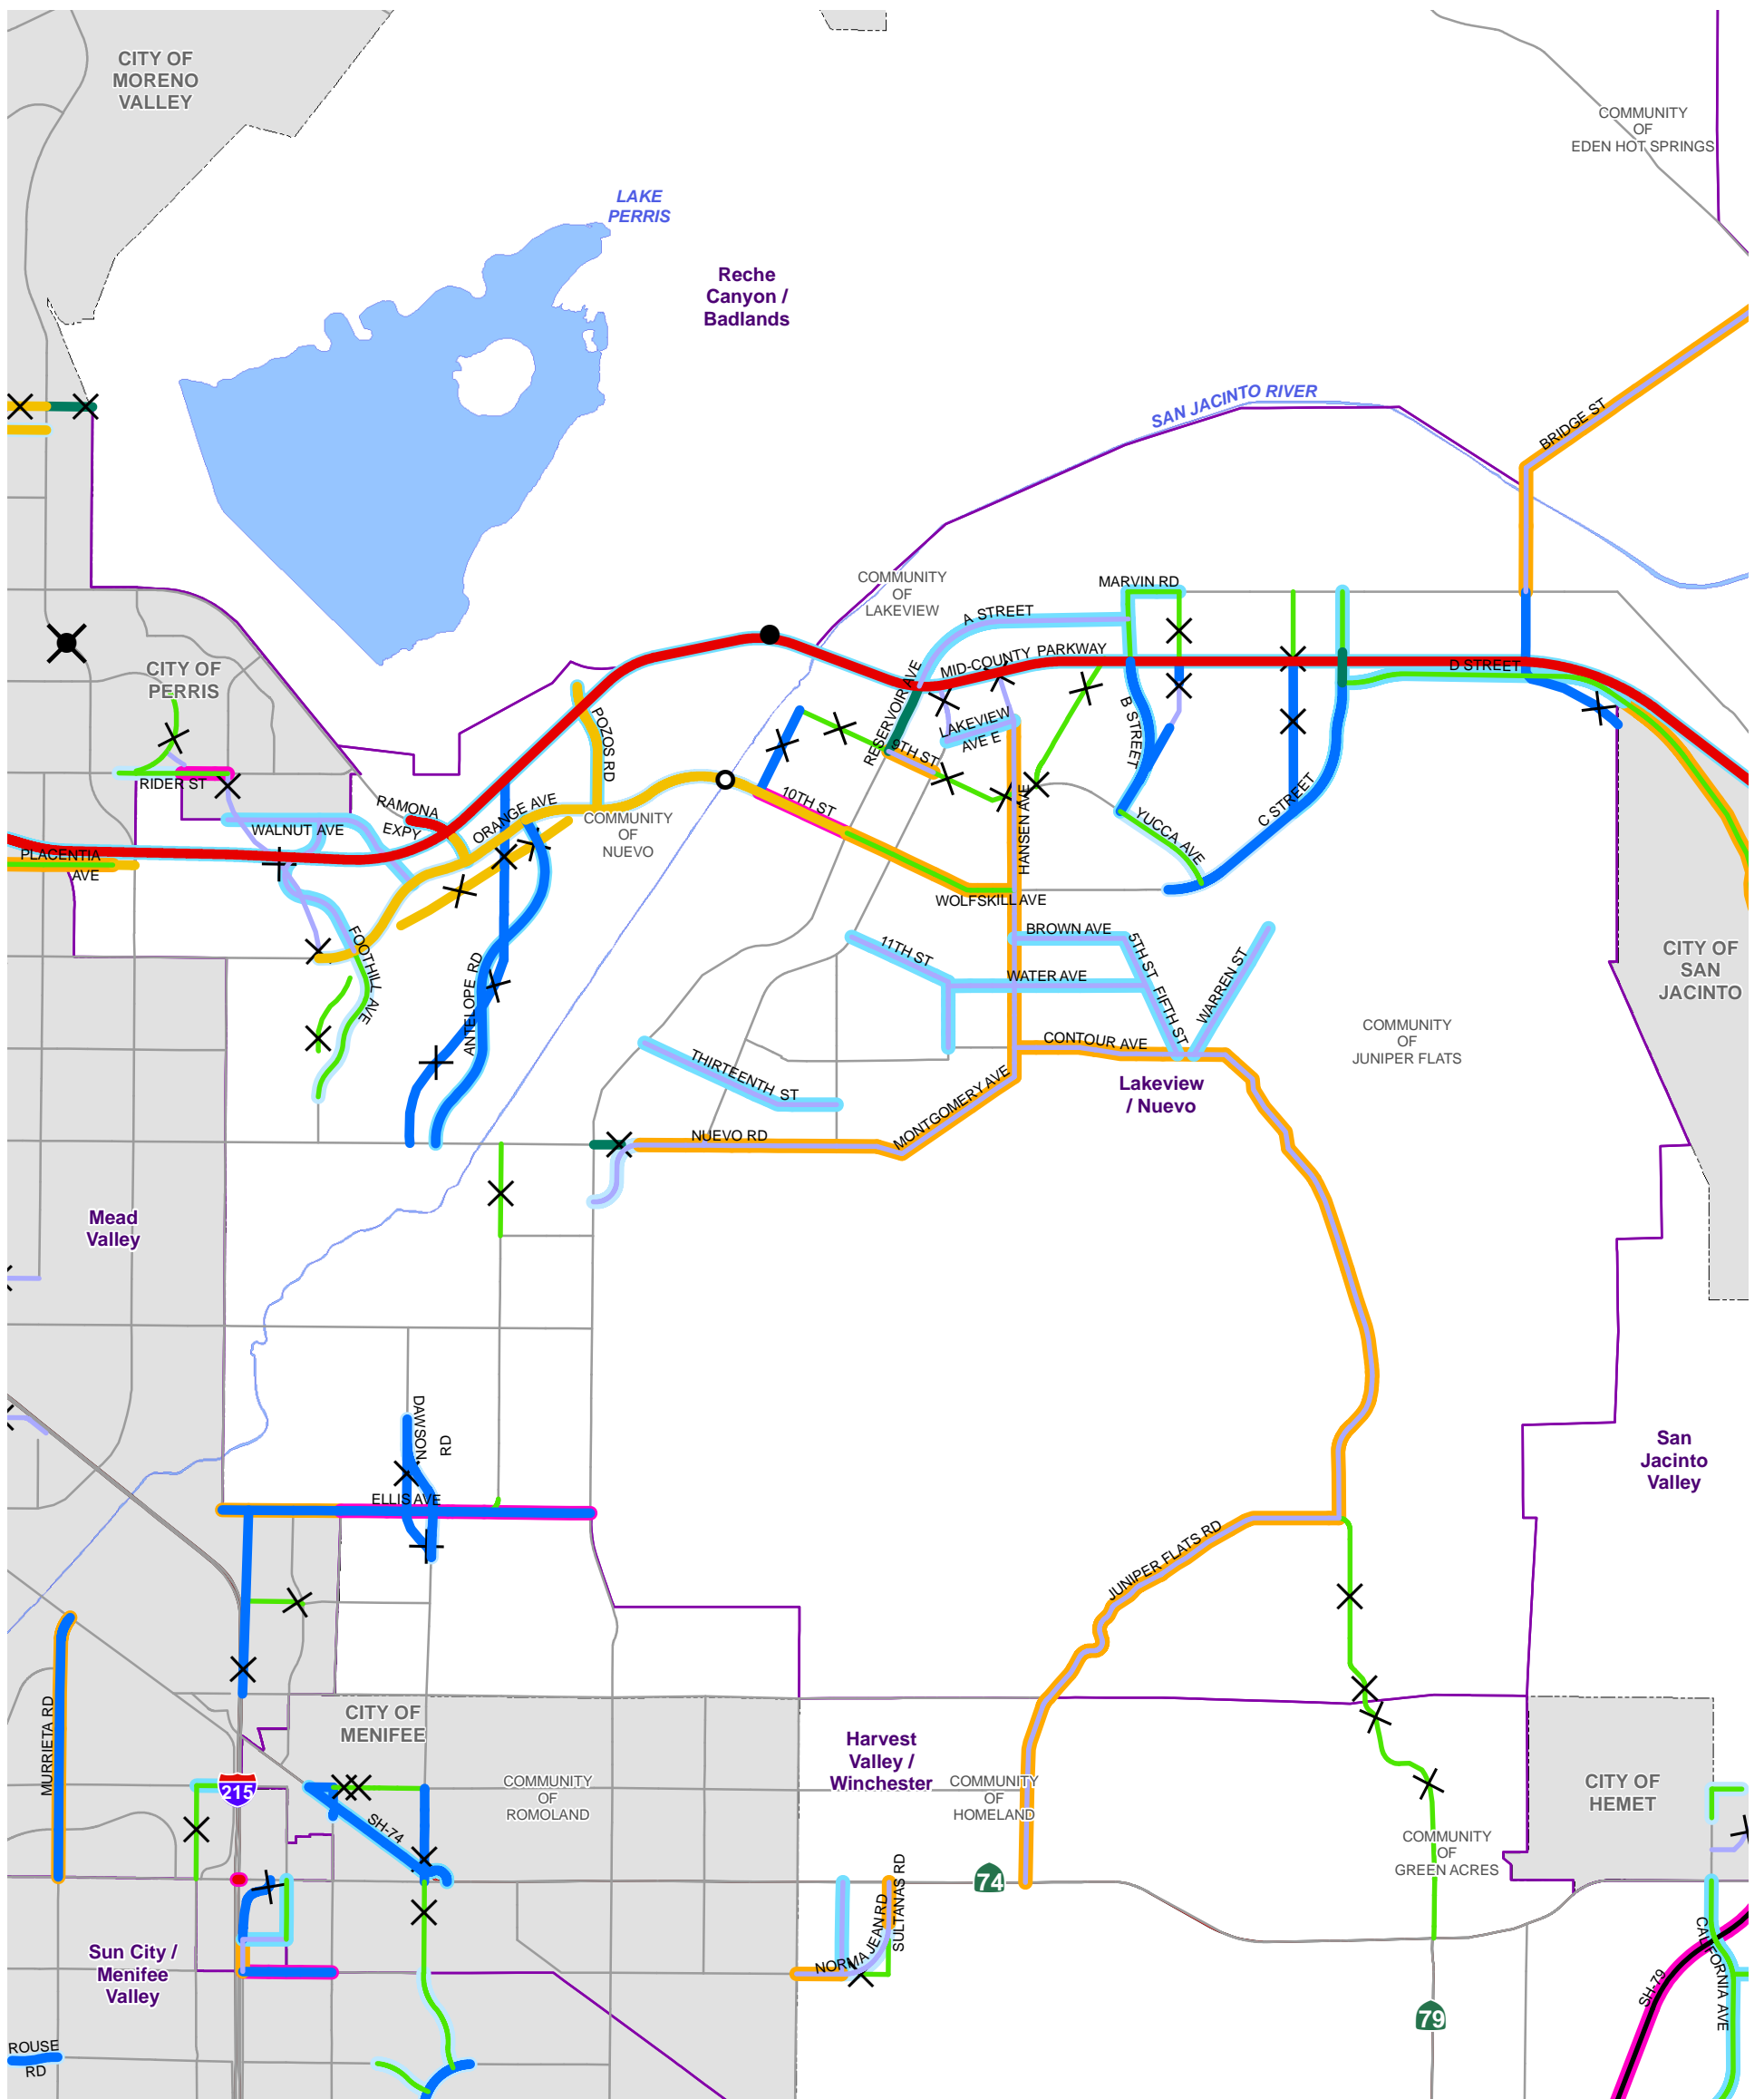 CITY OF
MORENO
VALLEY
COMMUNITY
OF
EDEN HOT SPRINGS
LAKE
PERRIS
Reche
Canyon /
Badlands
SAN JACINTO RIVER
BRIDGE ST
COMMUNITY
OF
LAKEVIEW
MARVIN RD
A STREET
CITY OF
PERRIS
MID-COUNTY PARKWAY
D STREET
RESERVOIR AVE
B STREET
POZOS RD
LAKEVIEW
AVE E
9TH ST
RIDER ST
RAMONA
EXPY
ORANGE AVE
10TH ST
COMMUNITY
OF
NUEVO
HANSEN AVE
C STREET
YUCCA AVE
WALNUT AVE
PLACENTIA
AVE
WOLFSKILL AVE
FOOTHILL AVE
ANTELOPE RD
BROWN AVE
11TH ST
5TH ST
WATER AVE
FIFTH ST
WARREN ST
CITY OF
SAN
JACINTO
COMMUNITY
OF
JUNIPER FLATS
CONTOUR AVE
THIRTEENTH ST
Lakeview
/ Nuevo
MONTGOMERY AVE
NUEVO RD
Mead
Valley
DAWSON
RD
San
Jacinto
Valley
ELLIS AVE
JUNIPER FLATS RD
MURRIETA RD
CITY OF
MENIFEE
Harvest
Valley /
Winchester
COMMUNITY
OF
ROMOLAND
COMMUNITY
OF
HOMELAND
CITY OF
HEMET
215
SH-74
COMMUNITY
OF
GREEN ACRES
74
NORMA JEAN RD
SULTANAS RD
Sun City /
Menifee
Valley
CALIFORNIA AVE
SH-79
79
ROUSE
RD